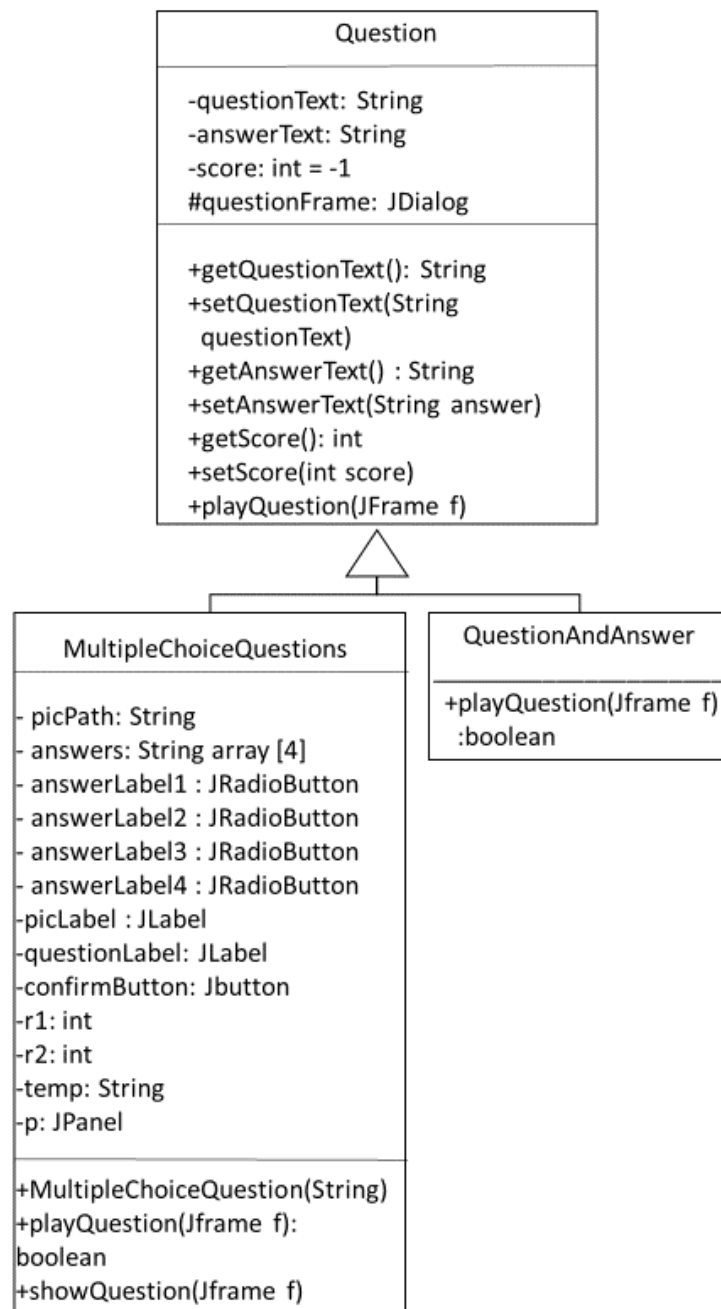 Question
-questionText: String
-answerText: String
-score: int = -1
#questionFrame: JDialog
+getQuestionText(): String
+setQuestionText(String
questionText)
+getAnswerText() : String
+setAnswerText(String answer)
+getScore(): int
+setScore(int score)
+playQuestion(JFrame f)
MultipleChoiceQuestions
- picPath: String
- answers: String array [4]
- answerLabel1 : JRadioButton
- answerLabel2 : JRadioButton
- answerLabel3 : JRadioButton
- answerLabel4 : JRadioButton
-picLabel : JLabel
-questionLabel: JLabel
-confirmButton: Jbutton
-r1: int
-r2: int
-temp: String
-p: JPanel
+MultipleChoiceQuestion(String)
+playQuestion(Jframe f):
boolean
+showQuestion(Jframe f)
QuestionAndAnswer
+playQuestion(Jframe f)
:boolean